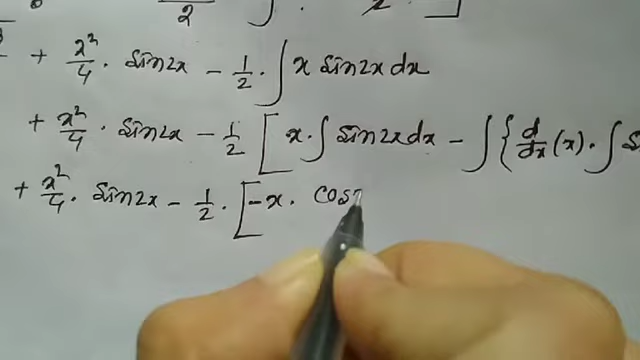 2
+ x²/4 · Sin2x - 1/2 · ∫ x Sin2x dx
+ x²/4 · Sin2x - 1/2 [ x · ∫ Sin2x dx - ∫ { d/dx (x) · ∫ S
+ x²/4 · Sin2x - 1/2 · [ -x · cos